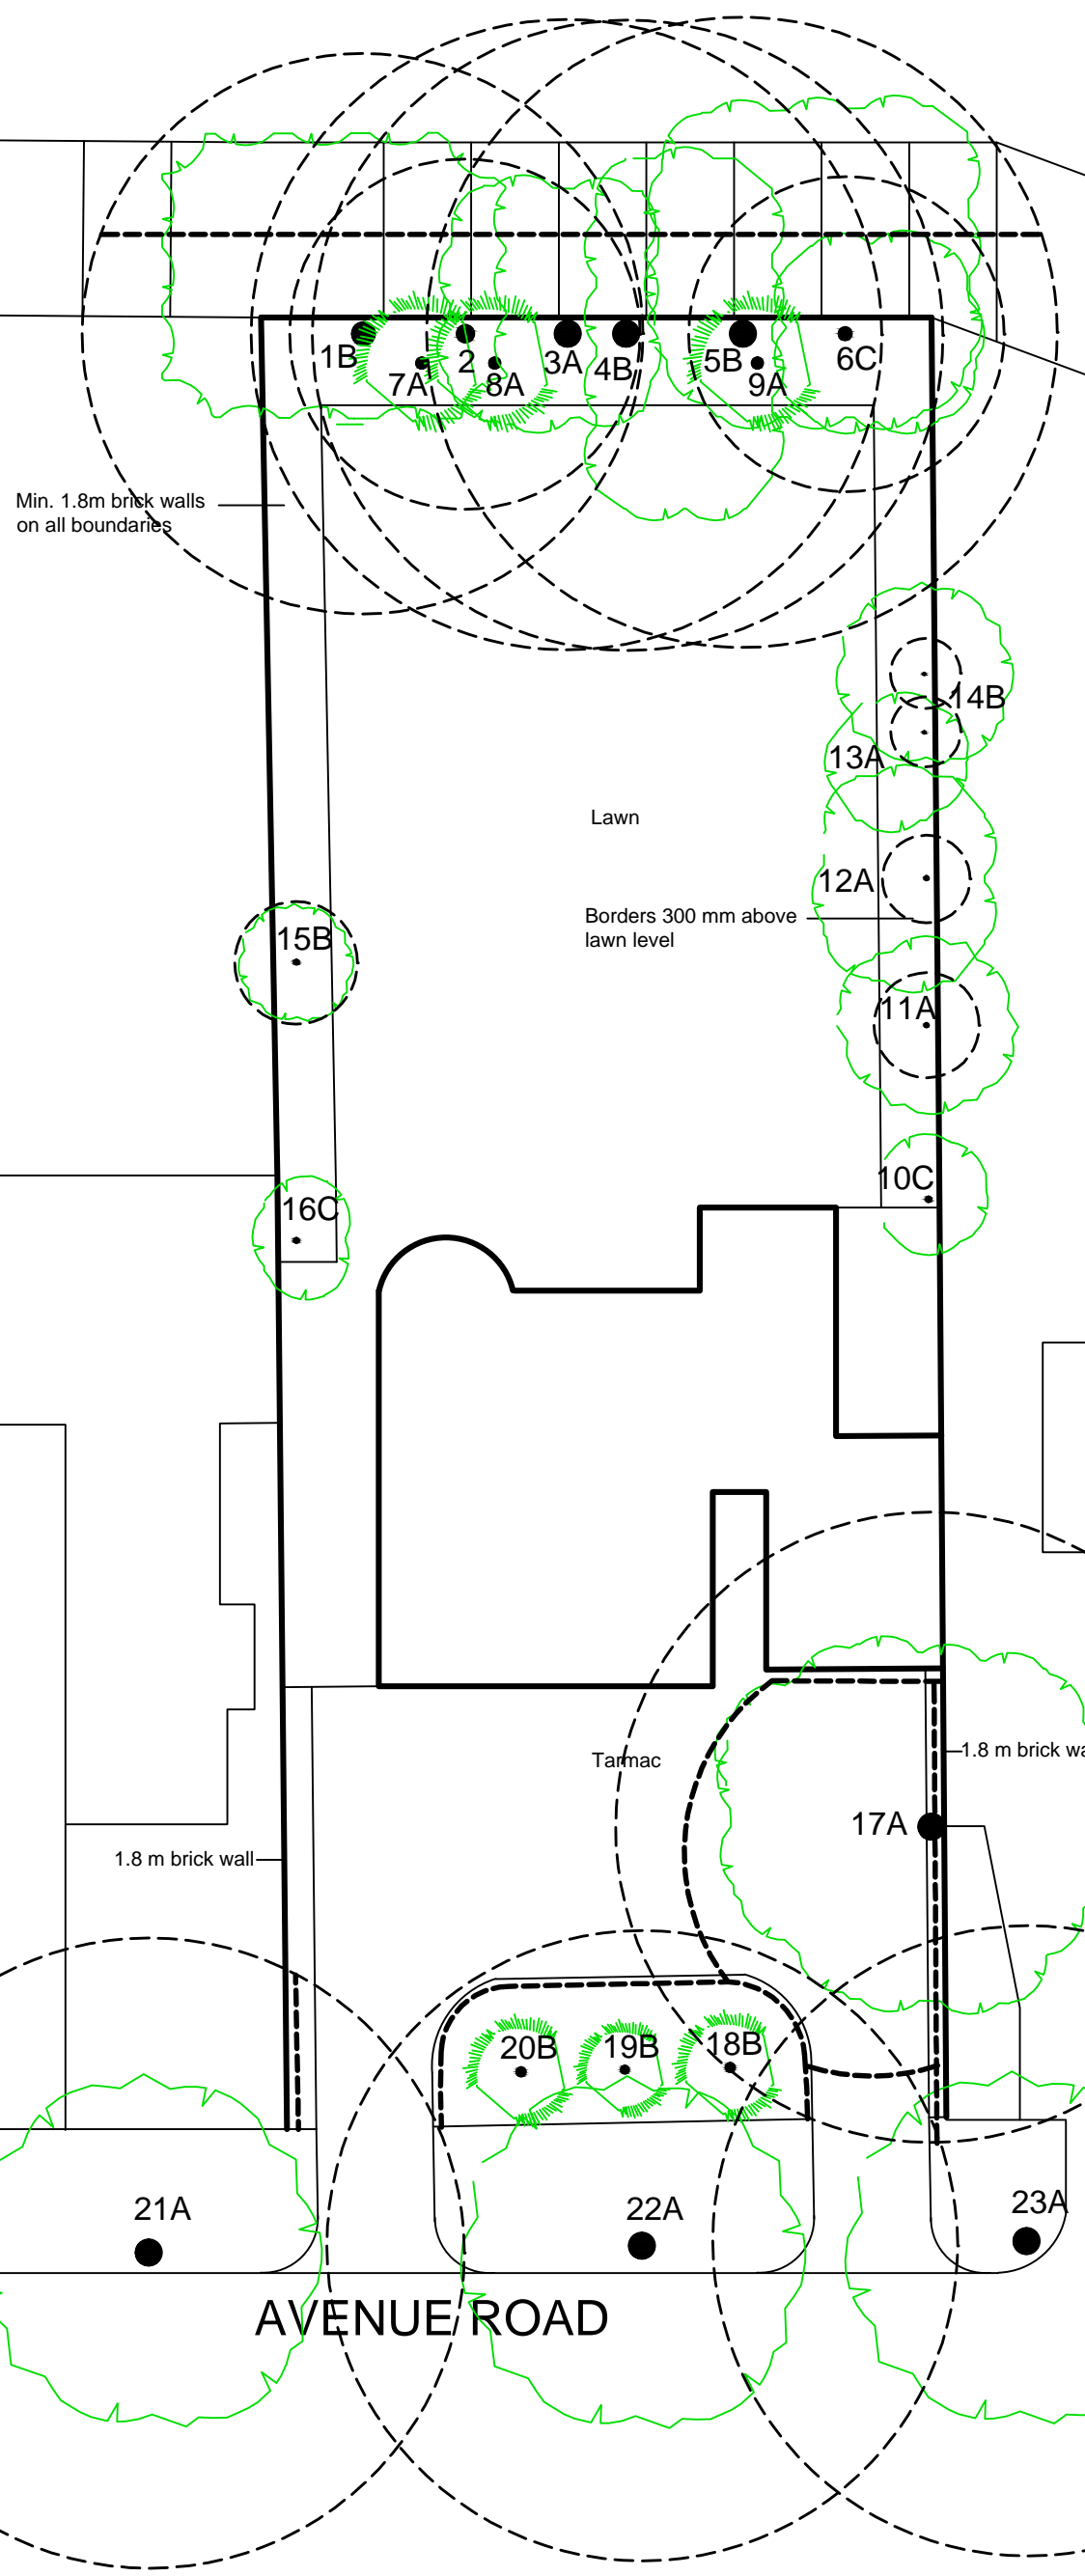 1B
2
3A
4B
5B
6C
7A
8A
9A
Min. 1.8m brick walls
on all boundaries
14B
13A
Lawn
12A
Borders 300 mm above
lawn level
15B
11A
10C
16C
Tarmac
1.8 m brick wa
17A
1.8 m brick wall
20B
19B
18B
21A
22A
23A
AVENUE ROAD